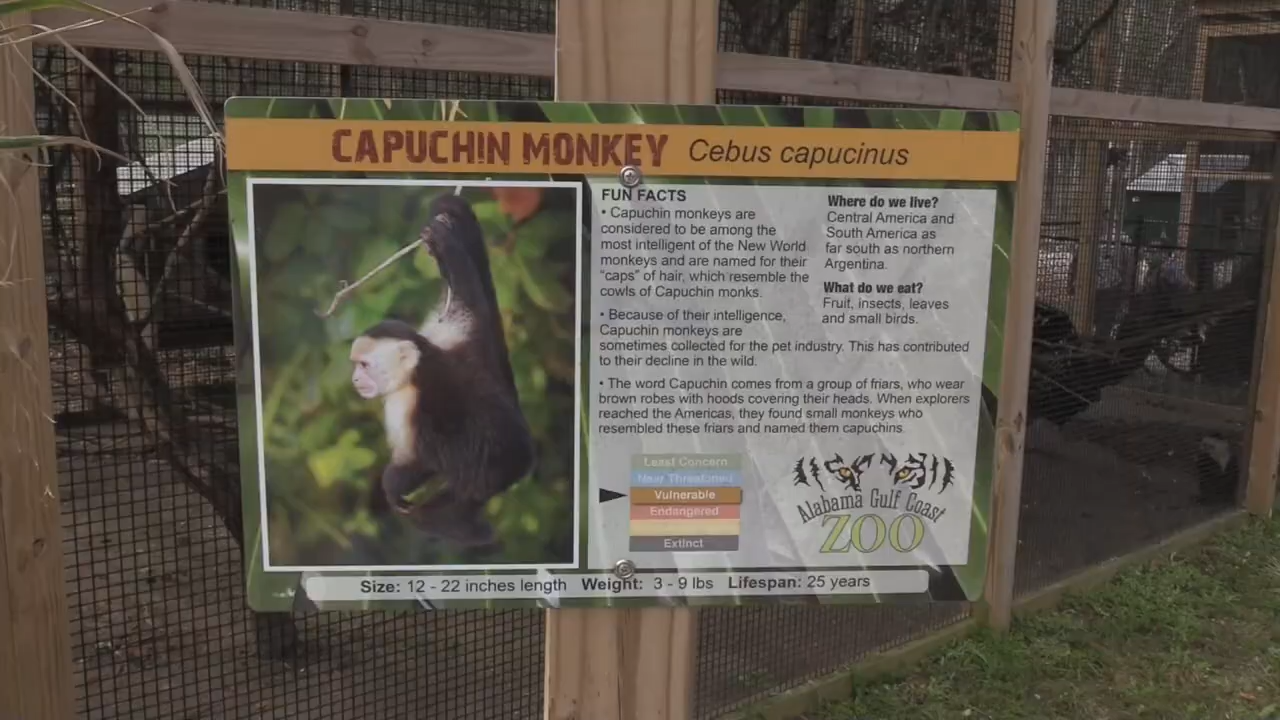 CAPUCHIN MONKEY Cebus capucinus
FUN FACTS
• Capuchin monkeys are
considered to be among the
most intelligent of the New World
monkeys and are named for their
"caps" of hair, which resemble the
cowls of Capuchin monks.
• Because of their intelligence,
Capuchin monkeys are
sometimes collected for the pet industry. This has contributed
to their decline in the wild.
• The word Capuchin comes from a group of friars, who wear
brown robes with hoods covering their heads. When explorers
reached the Americas, they found small monkeys who
resembled these friars and named them capuchins
Where do we live?
Central America and
South America as
far south as northern
Argentina.
What do we eat?
Fruit, insects, leaves
and small birds.
Least Concern
Near Threatened
Vulnerable
Endangered
Extinct
Alabama Gulf Coast
ZOO
Size: 12 - 22 inches length Weight: 3 - 9 lbs Lifespan: 25 years